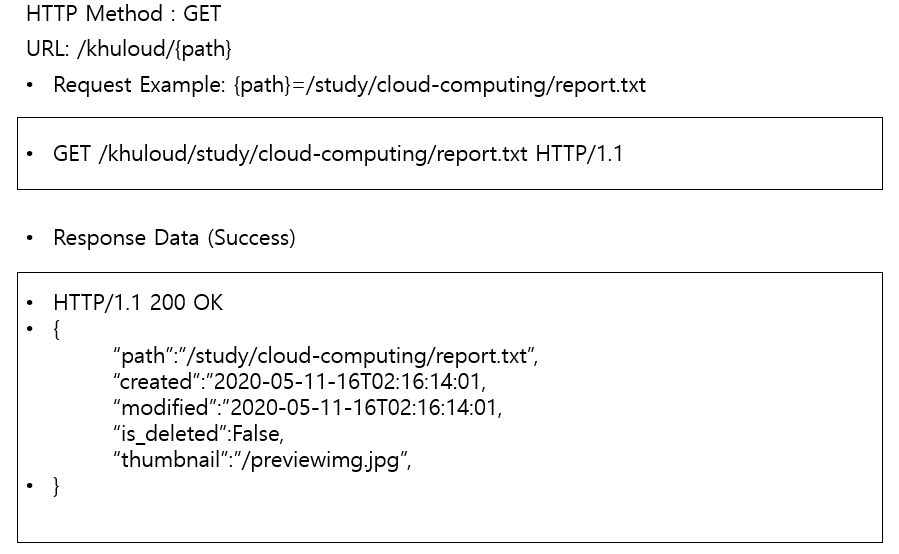 HTTP Method : GET
URL: /khuloud/{path}
• Request Example: {path}=/study/cloud-computing/report.txt
• GET /khuloud/study/cloud-computing/report.txt HTTP/1.1
• Response Data (Success)
• HTTP/1.1 200 OK
• {
“path”:”/study/cloud-computing/report.txt”,
“created”:”2020-05-11-16T02:16:14:01,
“modified”:”2020-05-11-16T02:16:14:01,
“is_deleted”:False,
“thumbnail”:”/previewimg.jpg”,
• }